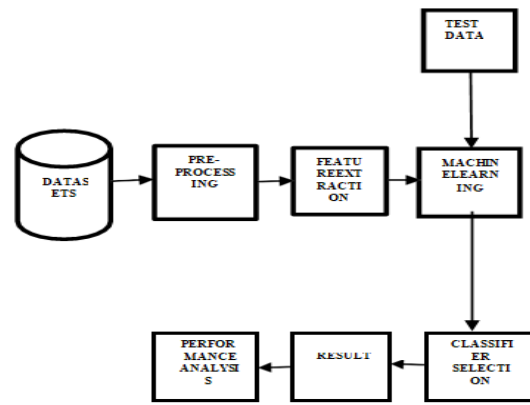 TEST
DATA
DATAS
ETS
PRE-
PROCESS
ING
FEATU
REEXT
RACTI
ON
MACHIN
ELEARN
ING
PERFOR
MANCE
ANALYSI
S
RESULT
CLASSIFI
ER
SELECTI
ON